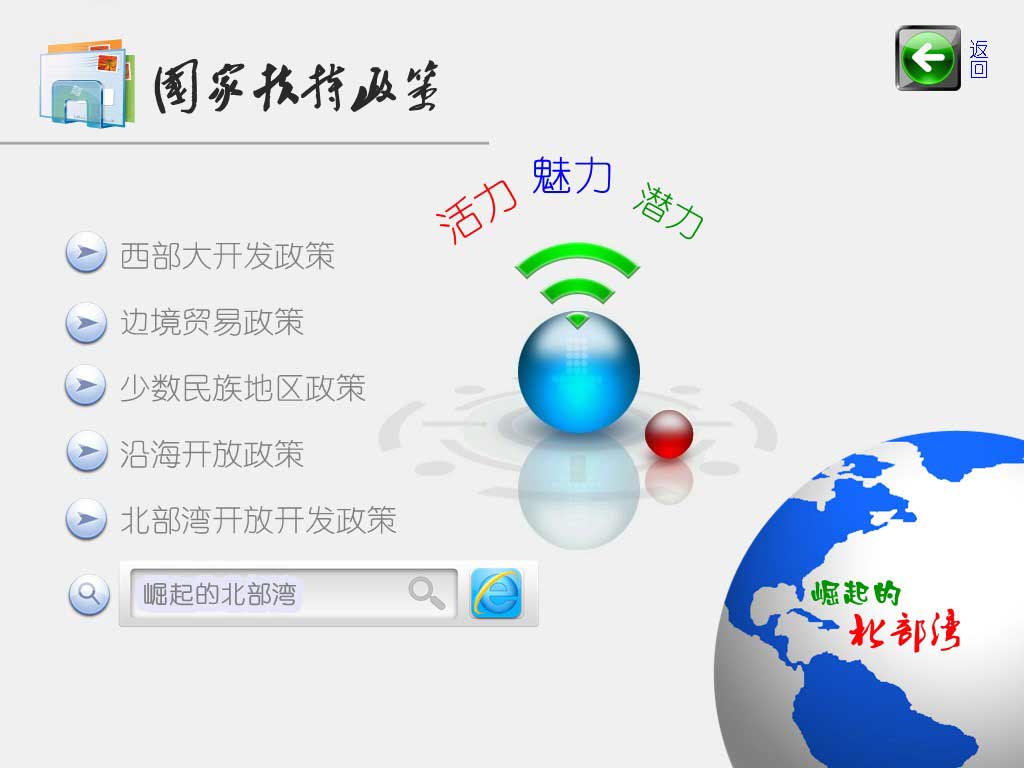 國家扶持政策
返回
活力
魅力
潜力
西部大开发政策
边境贸易政策
少数民族地区政策
沿海开放政策
北部湾开放开发政策
崛起的北部湾
崛起的
北部湾